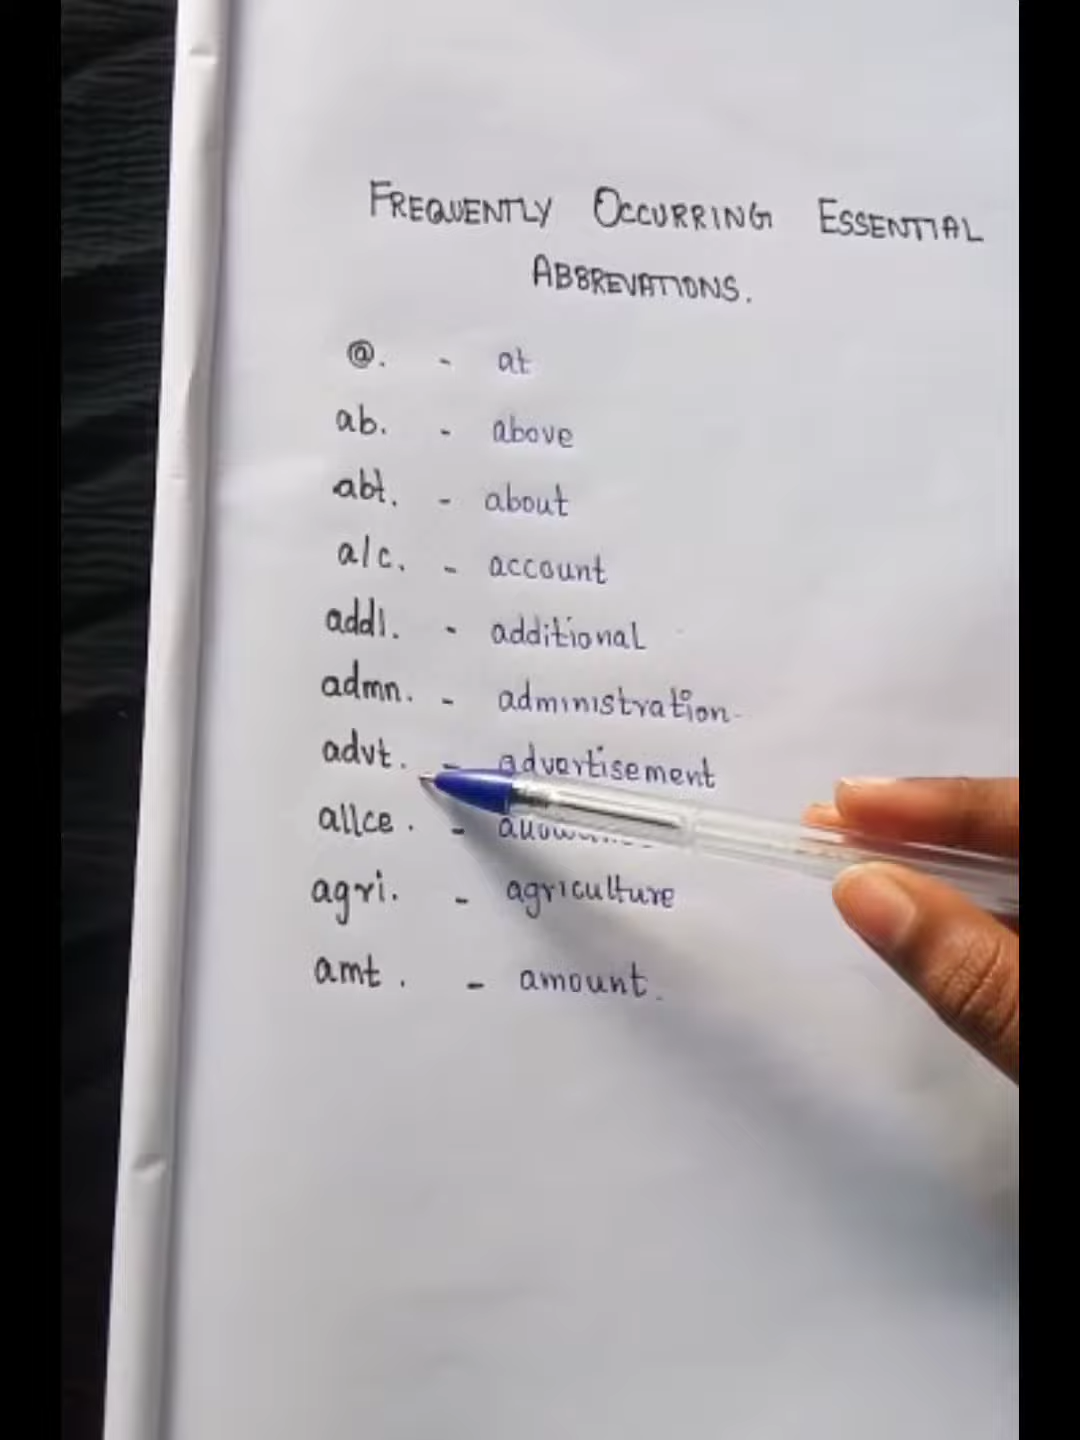 FREQUENTLY OCCURRING ESSENTIAL
ABBREVATIONS.
@. - at
ab. - above
abt. - about
a/c. - account
addl. - additional
admn. - administration
advt. - advertisement
allce. -
agri. - agriculture
amt. - amount.